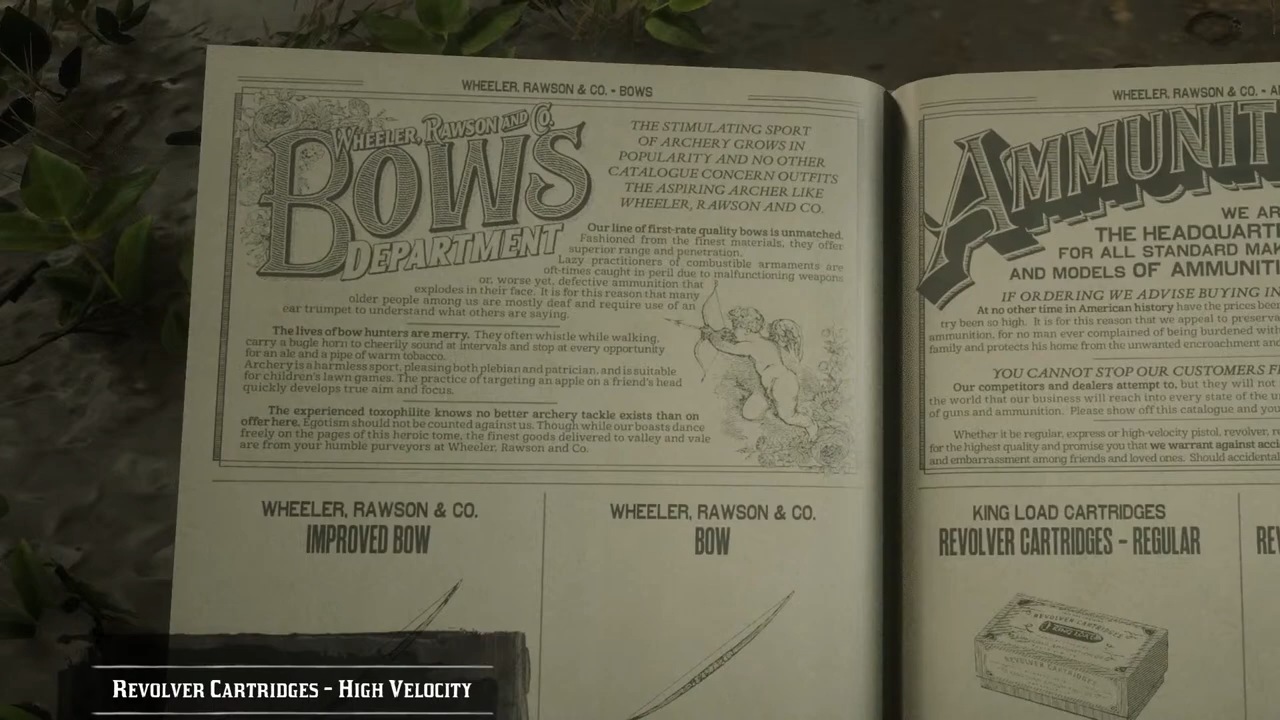 WHEELER, RAWSON & CO. - BOWS
WHEELER, RAWSON AND CO.
BOWS
DEPARTMENT
THE STIMULATING SPORT
OF ARCHERY GROWS IN
POPULARITY AND NO OTHER
CATALOGUE CONCERN OUTFITS
THE ASPIRING ARCHER LIKE
WHEELER, RAWSON AND CO.
Our line of first-rate quality bows is unmatched.
Fashioned from the finest materials, they offer
superior range and penetration.
Lazy practitioners of combustible armaments are
oft-times caught in peril due to malfunctioning weapons
or, worse yet, defective ammunition that
explodes in their face. It is for this reason that many
older people among us are mostly deaf and require use of an
ear trumpet to understand what others are saying.
The lives of bow hunters are merry. They often whistle while walking,
carry a bugle horn to cheerily sound at intervals and stop at every opportunity
for an ale and a pipe of warm tobacco.
Archery is a harmless sport, pleasing both plebian and patrician, and is suitable
for children's lawn games. The practice of targeting an apple on a friend's head
quickly develops true aim and focus.
The experienced toxophilite knows no better archery tackle exists than on
offer here. Egotism should not be counted against us. Though while our boasts dance
freely on the pages of this heroic tome, the finest goods delivered to valley and vale
are from your humble purveyors at Wheeler, Rawson and Co.
WHEELER, RAWSON & CO.
IMPROVED BOW
WHEELER, RAWSON & CO.
BOW
WHEELER, RAWSON & CO. - A
AMMUNIT
WE AR
THE HEADQUARTI
FOR ALL STANDARD MAK
AND MODELS OF AMMUNITI
IF ORDERING WE ADVISE BUYING IN
At no other time in American history have the prices been
try been so high. It is for this reason that we appeal to preserva
ammunition, for no man ever complained of being burdened with
family and protects his home from the unwanted encroachment and
YOU CANNOT STOP OUR CUSTOMERS F
Our competitors and dealers attempt to, but they will not
the world that our business will reach into every state of the u
of guns and ammunition. Please show off this catalogue and you
Whether it be regular, express or high-velocity pistol, revolver, re
for the highest quality and promise you that we warrant against acci
and embarrassment among friends and loved ones. Should accidental
KING LOAD CARTRIDGES
REVOLVER CARTRIDGES - REGULAR
REV
REVOLVER CARTRIDGES
REVOLVER CARTRIDGES
REVOLVER CARTRIDGES - HIGH VELOCITY